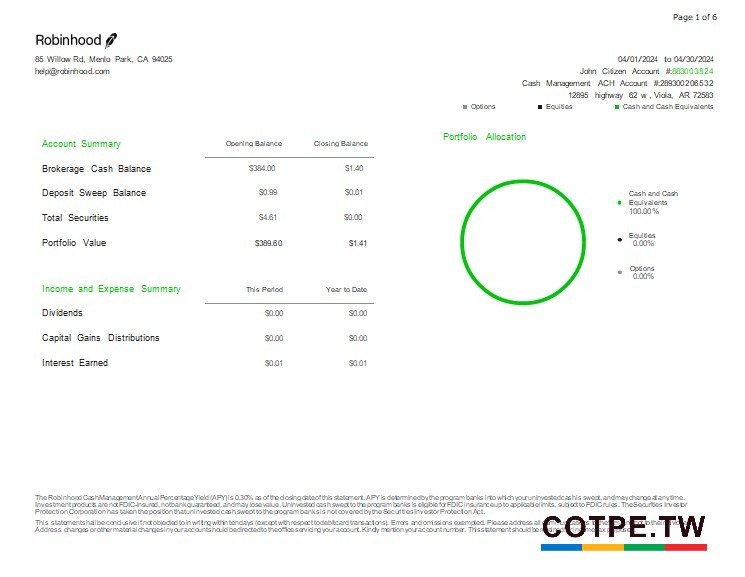 Page 1 of 6
Robinhood
85 Willow Rd, Menlo Park, CA 94025
help@robinhood.com
04/01/2024 to 04/30/2024
John Citizen Account #:883003824
Cash Management ACH Account #:289300206532
12895 highway 62 w, Viola, AR 72583
Options Equities Cash and Cash Equivalents
Account Summary Opening Balance Closing Balance
Brokerage Cash Balance $384.00 $1.40
Deposit Sweep Balance $0.99 $0.01
Total Securities $4.61 $0.00
Portfolio Value $389.60 $1.41
Income and Expense Summary This Period Year to Date
Dividends $0.00 $0.00
Capital Gains Distributions $0.00 $0.00
Interest Earned $0.01 $0.01
Portfolio Allocation
Cash and Cash
Equivalents
100.00%
Equities
0.00%
Options
0.00%
The Robinhood Cash Management Annual Percentage Yield (APY) is 0.30% as of the closing date of this statement. APY is determined by the program banks into which your uninvested cash is swept, and may change at any time.
Investment products are not FDIC-insured, not bank guaranteed, and may lose value. Uninvested cash swept to the program banks is eligible for FDIC insurance up to applicable limits, subject to FDIC rules. The Securities Investor
Protection Corporation has taken the position that uninvested cash swept to the program banks is not covered by the Securities Investor Protection Act.
This statement shall be conclusive if not objected to in writing within ten days (except with respect to debit card transactions). Errors and omissions exempted. Please address all
Address changes or other material changes in your account should be directed to the office servicing your account. Kindly mention your account number. This statement should be
COTPE.TW